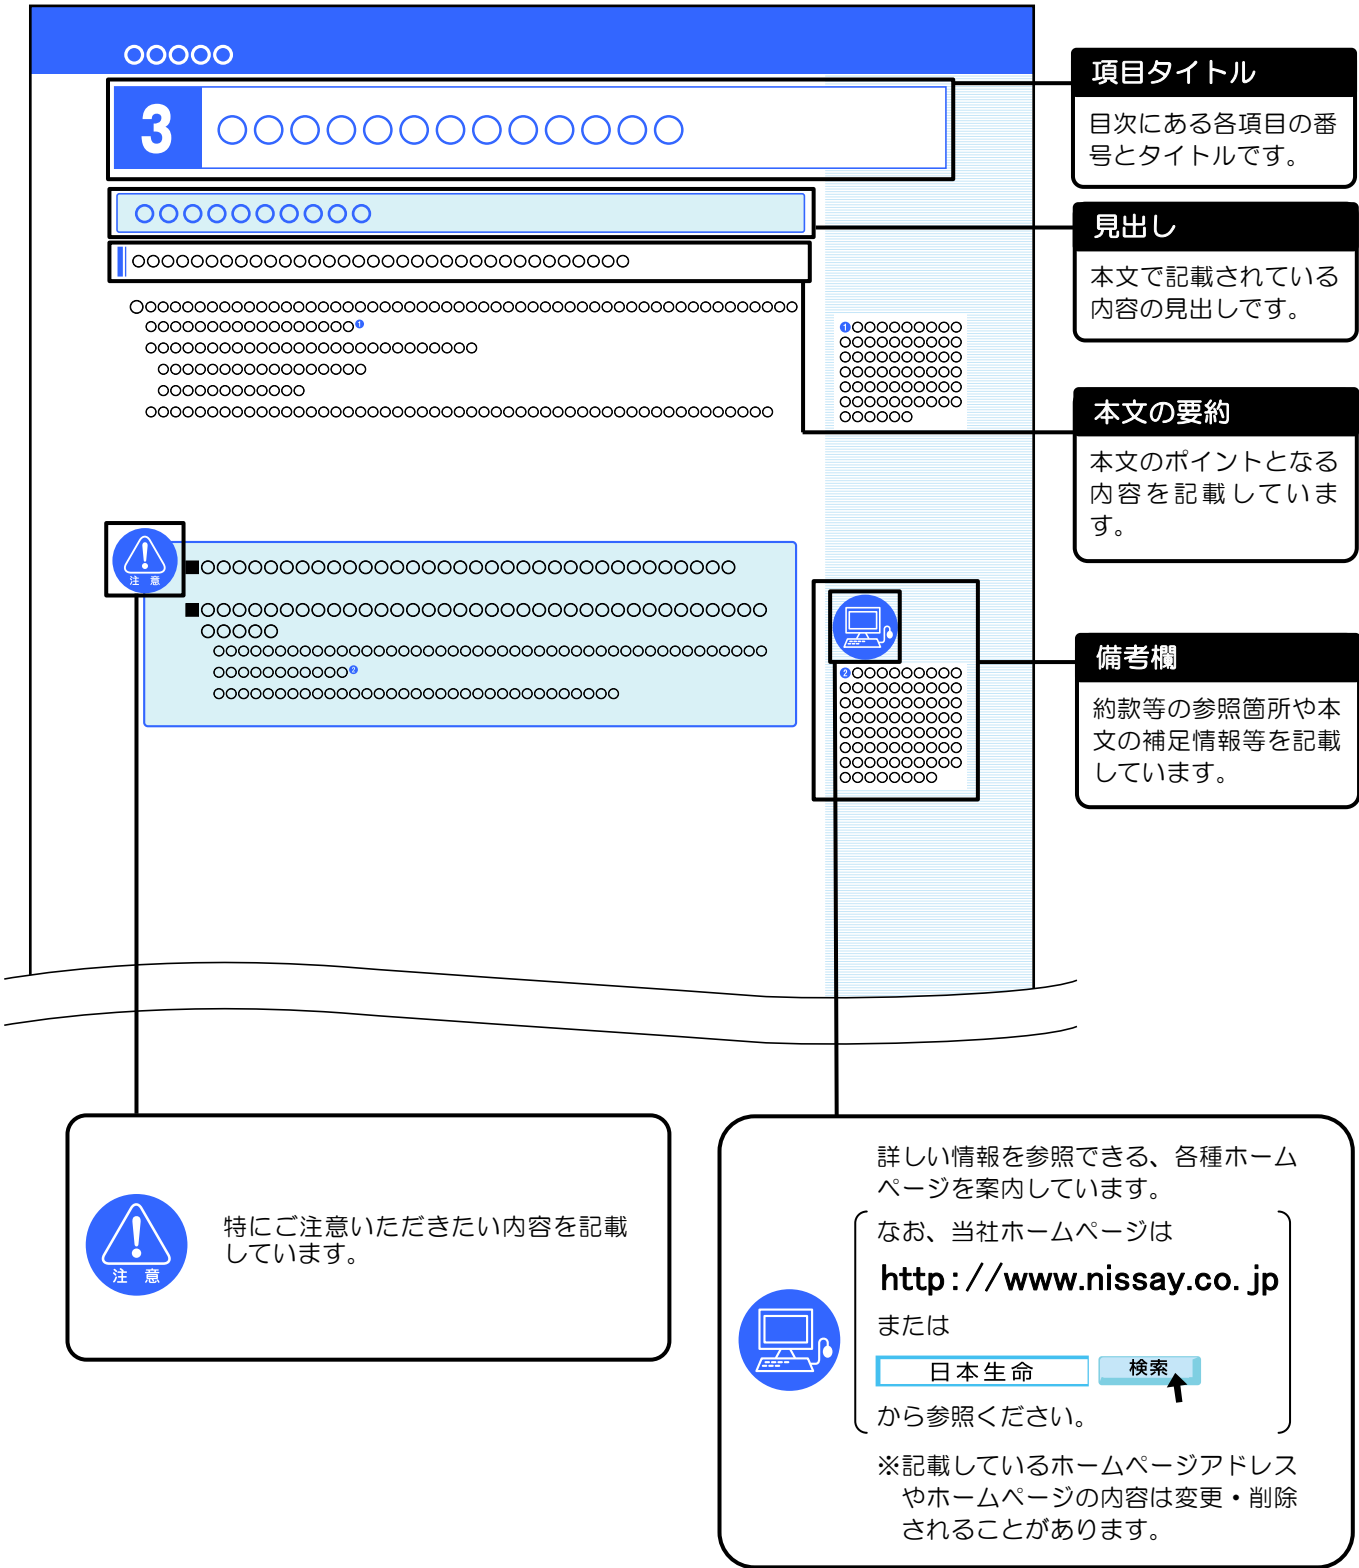 ○○○○○
項目タイトル
目次にある各項目の番
号とタイトルです。
3 ○○○○○○○○○○○○○
○○○○○○○○○○
見出し
本文で記載されている
内容の見出しです。
○○○○○○○○○○○○○○○○○○○○○○○○○○○○○○○○○○
○○○○○○○○○○○○○○○○○○○○○○○○○○○○○○○○○○○○○○○○○○○○○○○○○○○○○○
○○○○○○○○○○○○○○○○○❶
○○○○○○○○○○○○○○○○○○○○○○○○○○○
○○○○○○○○○○○○○○○○○
○○○○○○○○○○○○
○○○○○○○○○○○○○○○○○○○○○○○○○○○○○○○○○○○○○○○○○○○○○○○○○○○
❶○○○○○○○○○
○○○○○○○○○○
○○○○○○○○○○
○○○○○○○○○○
○○○○○○○○○○
○○○○○○○○○○
○○○○○○
本文の要約
本文のポイントとなる
内容を記載していま
す。
注 意
■○○○○○○○○○○○○○○○○○○○○○○○○○○○○○○○○○○
■○○○○○○○○○○○○○○○○○○○○○○○○○○○○○○○○○○○○
○○○○○
○○○○○○○○○○○○○○○○○○○○○○○○○○○○○○○○○○○○○○○○○○○○○
○○○○○○○○○○○❷
○○○○○○○○○○○○○○○○○○○○○○○○○○○○○○○○○
❷○○○○○○○○○
○○○○○○○○○○
○○○○○○○○○○
○○○○○○○○○○
○○○○○○○○○○
○○○○○○○○○○
○○○○○○○○○○
○○○○○○○○
備考欄
約款等の参照箇所や本
文の補足情報等を記載
しています。
注 意
特にご注意いただきたい内容を記載
しています。
詳しい情報を参照できる、各種ホーム
ページを案内しています。
なお、当社ホームページは
http://www.nissay.co.jp
または
日本生命 検索
から参照ください。
※記載しているホームページアドレス
やホームページの内容は変更・削除
されることがあります。